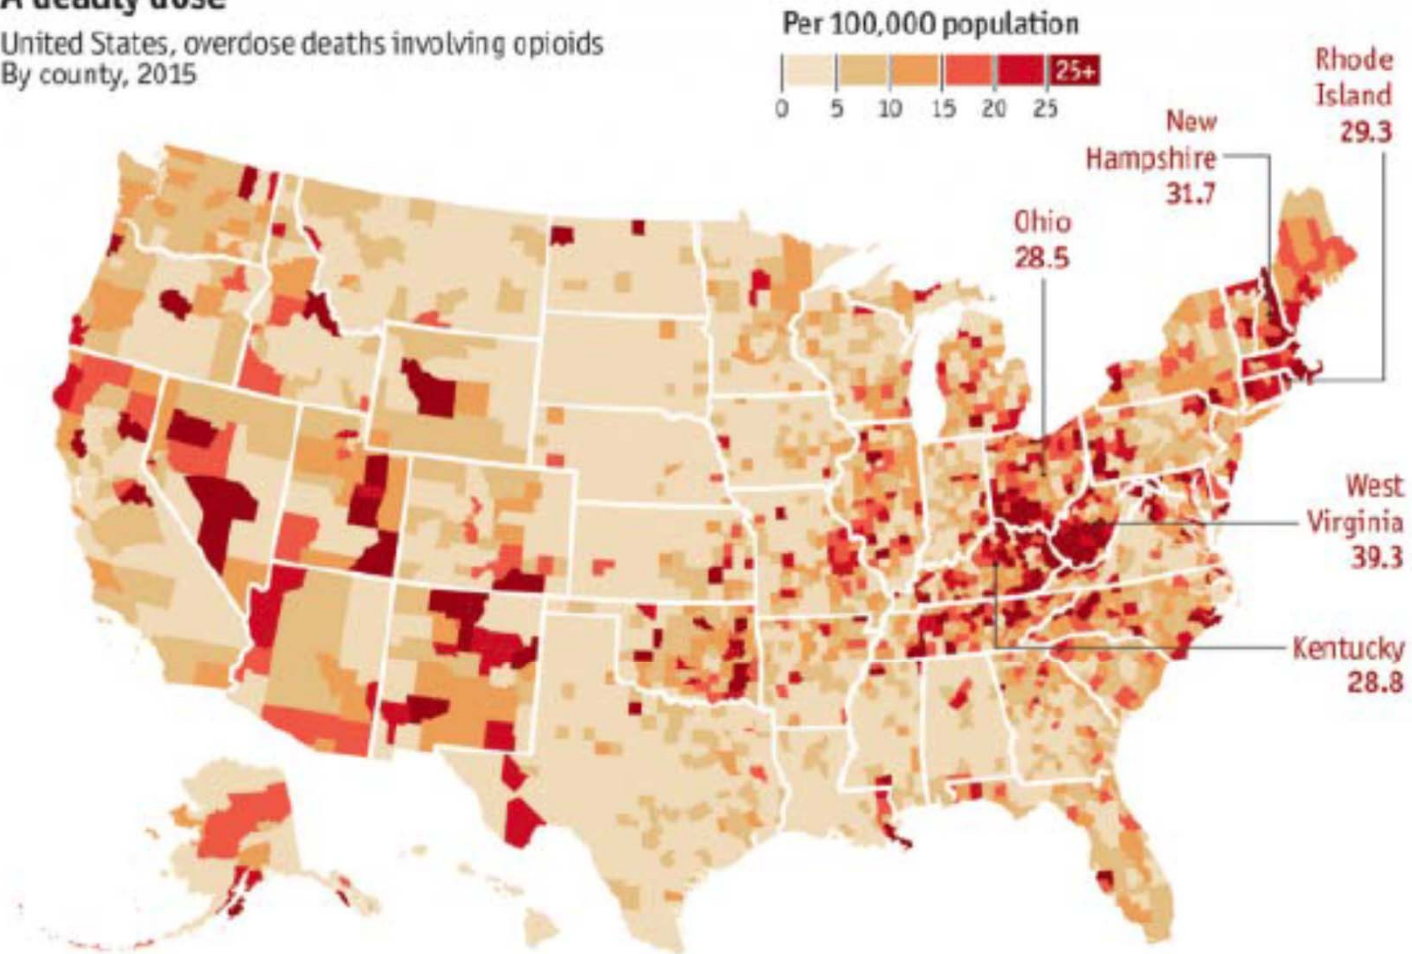 A deadly dose
United States, overdose deaths involving opioids
By county, 2015
Per 100,000 population
25+
0 5 10 15 20 25
Rhode
Island
29.3
New
Hampshire
31.7
Ohio
28.5
West
Virginia
39.3
Kentucky
28.8